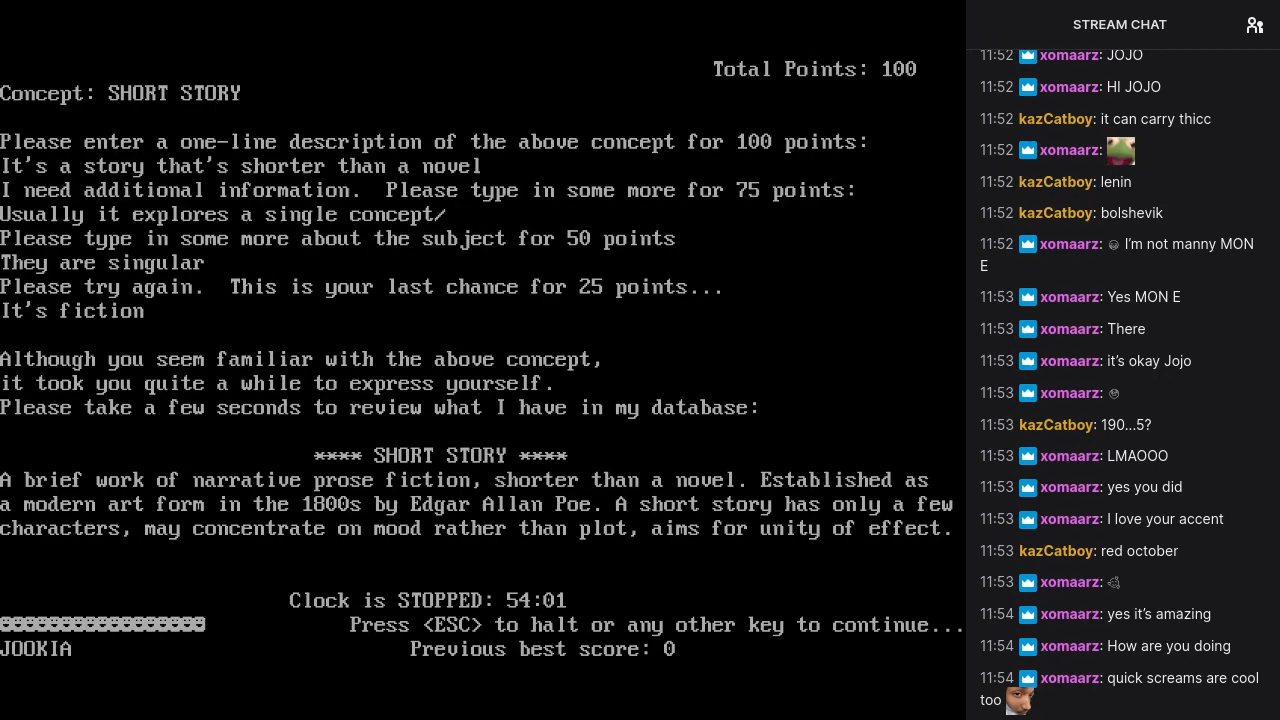 Total Points: 100
Concept: SHORT STORY
Please enter a one-line description of the above concept for 100 points:
It's a story that's shorter than a novel
I need additional information.  Please type in some more for 75 points:
Usually it explores a single concept/
Please type in some more about the subject for 50 points
They are singular
Please try again.  This is your last chance for 25 points...
It's fiction
Although you seem familiar with the above concept,
it took you quite a while to express yourself.
Please take a few seconds to review what I have in my database:
**** SHORT STORY ****
A brief work of narrative prose fiction, shorter than a novel. Established as
a modern art form in the 1800s by Edgar Allan Poe. A short story has only a few
characters, may concentrate on mood rather than plot, aims for unity of effect.
Clock is STOPPED: 54:01
Press <ESC> to halt or any other key to continue...
JOOKIA
Previous best score: 0
STREAM CHAT
11:52 xomaarz: JOJO
11:52 xomaarz: HI JOJO
11:52 kazCatboy: it can carry thicc
11:52 xomaarz:
11:52 kazCatboy: lenin
11:52 kazCatboy: bolshevik
11:52 xomaarz: I'm not manny MON
E
11:53 xomaarz: Yes MON E
11:53 xomaarz: There
11:53 xomaarz: it's okay Jojo
11:53 xomaarz:
11:53 kazCatboy: 190...5?
11:53 xomaarz: LMAOOO
11:53 xomaarz: yes you did
11:53 xomaarz: I love your accent
11:53 kazCatboy: red october
11:53 xomaarz:
11:54 xomaarz: yes it's amazing
11:54 xomaarz: How are you doing
11:54 xomaarz: quick screams are cool
too